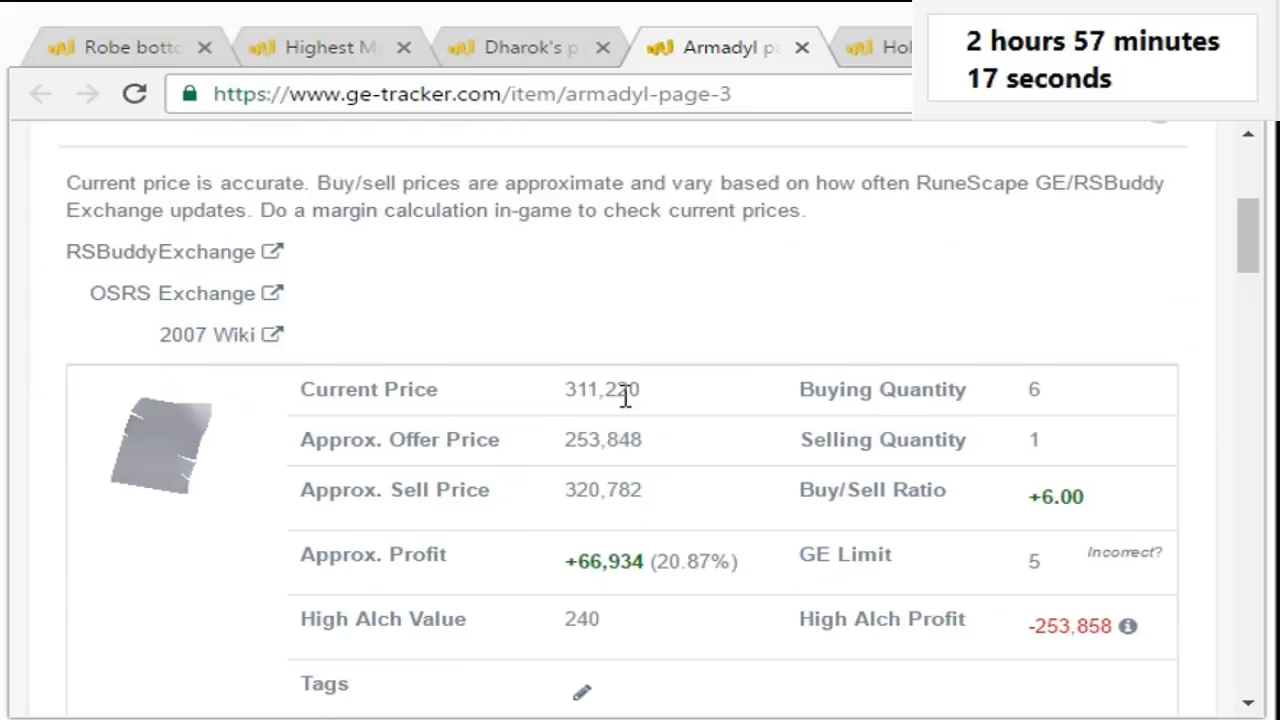 Robe botto
Highest M
Dharok's p
Armadyl pa
Hol
2 hours 57 minutes
17 seconds
https://www.ge-tracker.com/item/armadyl-page-3
Current price is accurate. Buy/sell prices are approximate and vary based on how often RuneScape GE/RSBuddy
Exchange updates. Do a margin calculation in-game to check current prices.
RSBuddyExchange
OSRS Exchange
2007 Wiki
Current Price 311,220 Buying Quantity 6
Approx. Offer Price 253,848 Selling Quantity 1
Approx. Sell Price 320,782 Buy/Sell Ratio +6.00
Approx. Profit +66,934 (20.87%) GE Limit 5 Incorrect?
High Alch Value 240 High Alch Profit -253,858
Tags